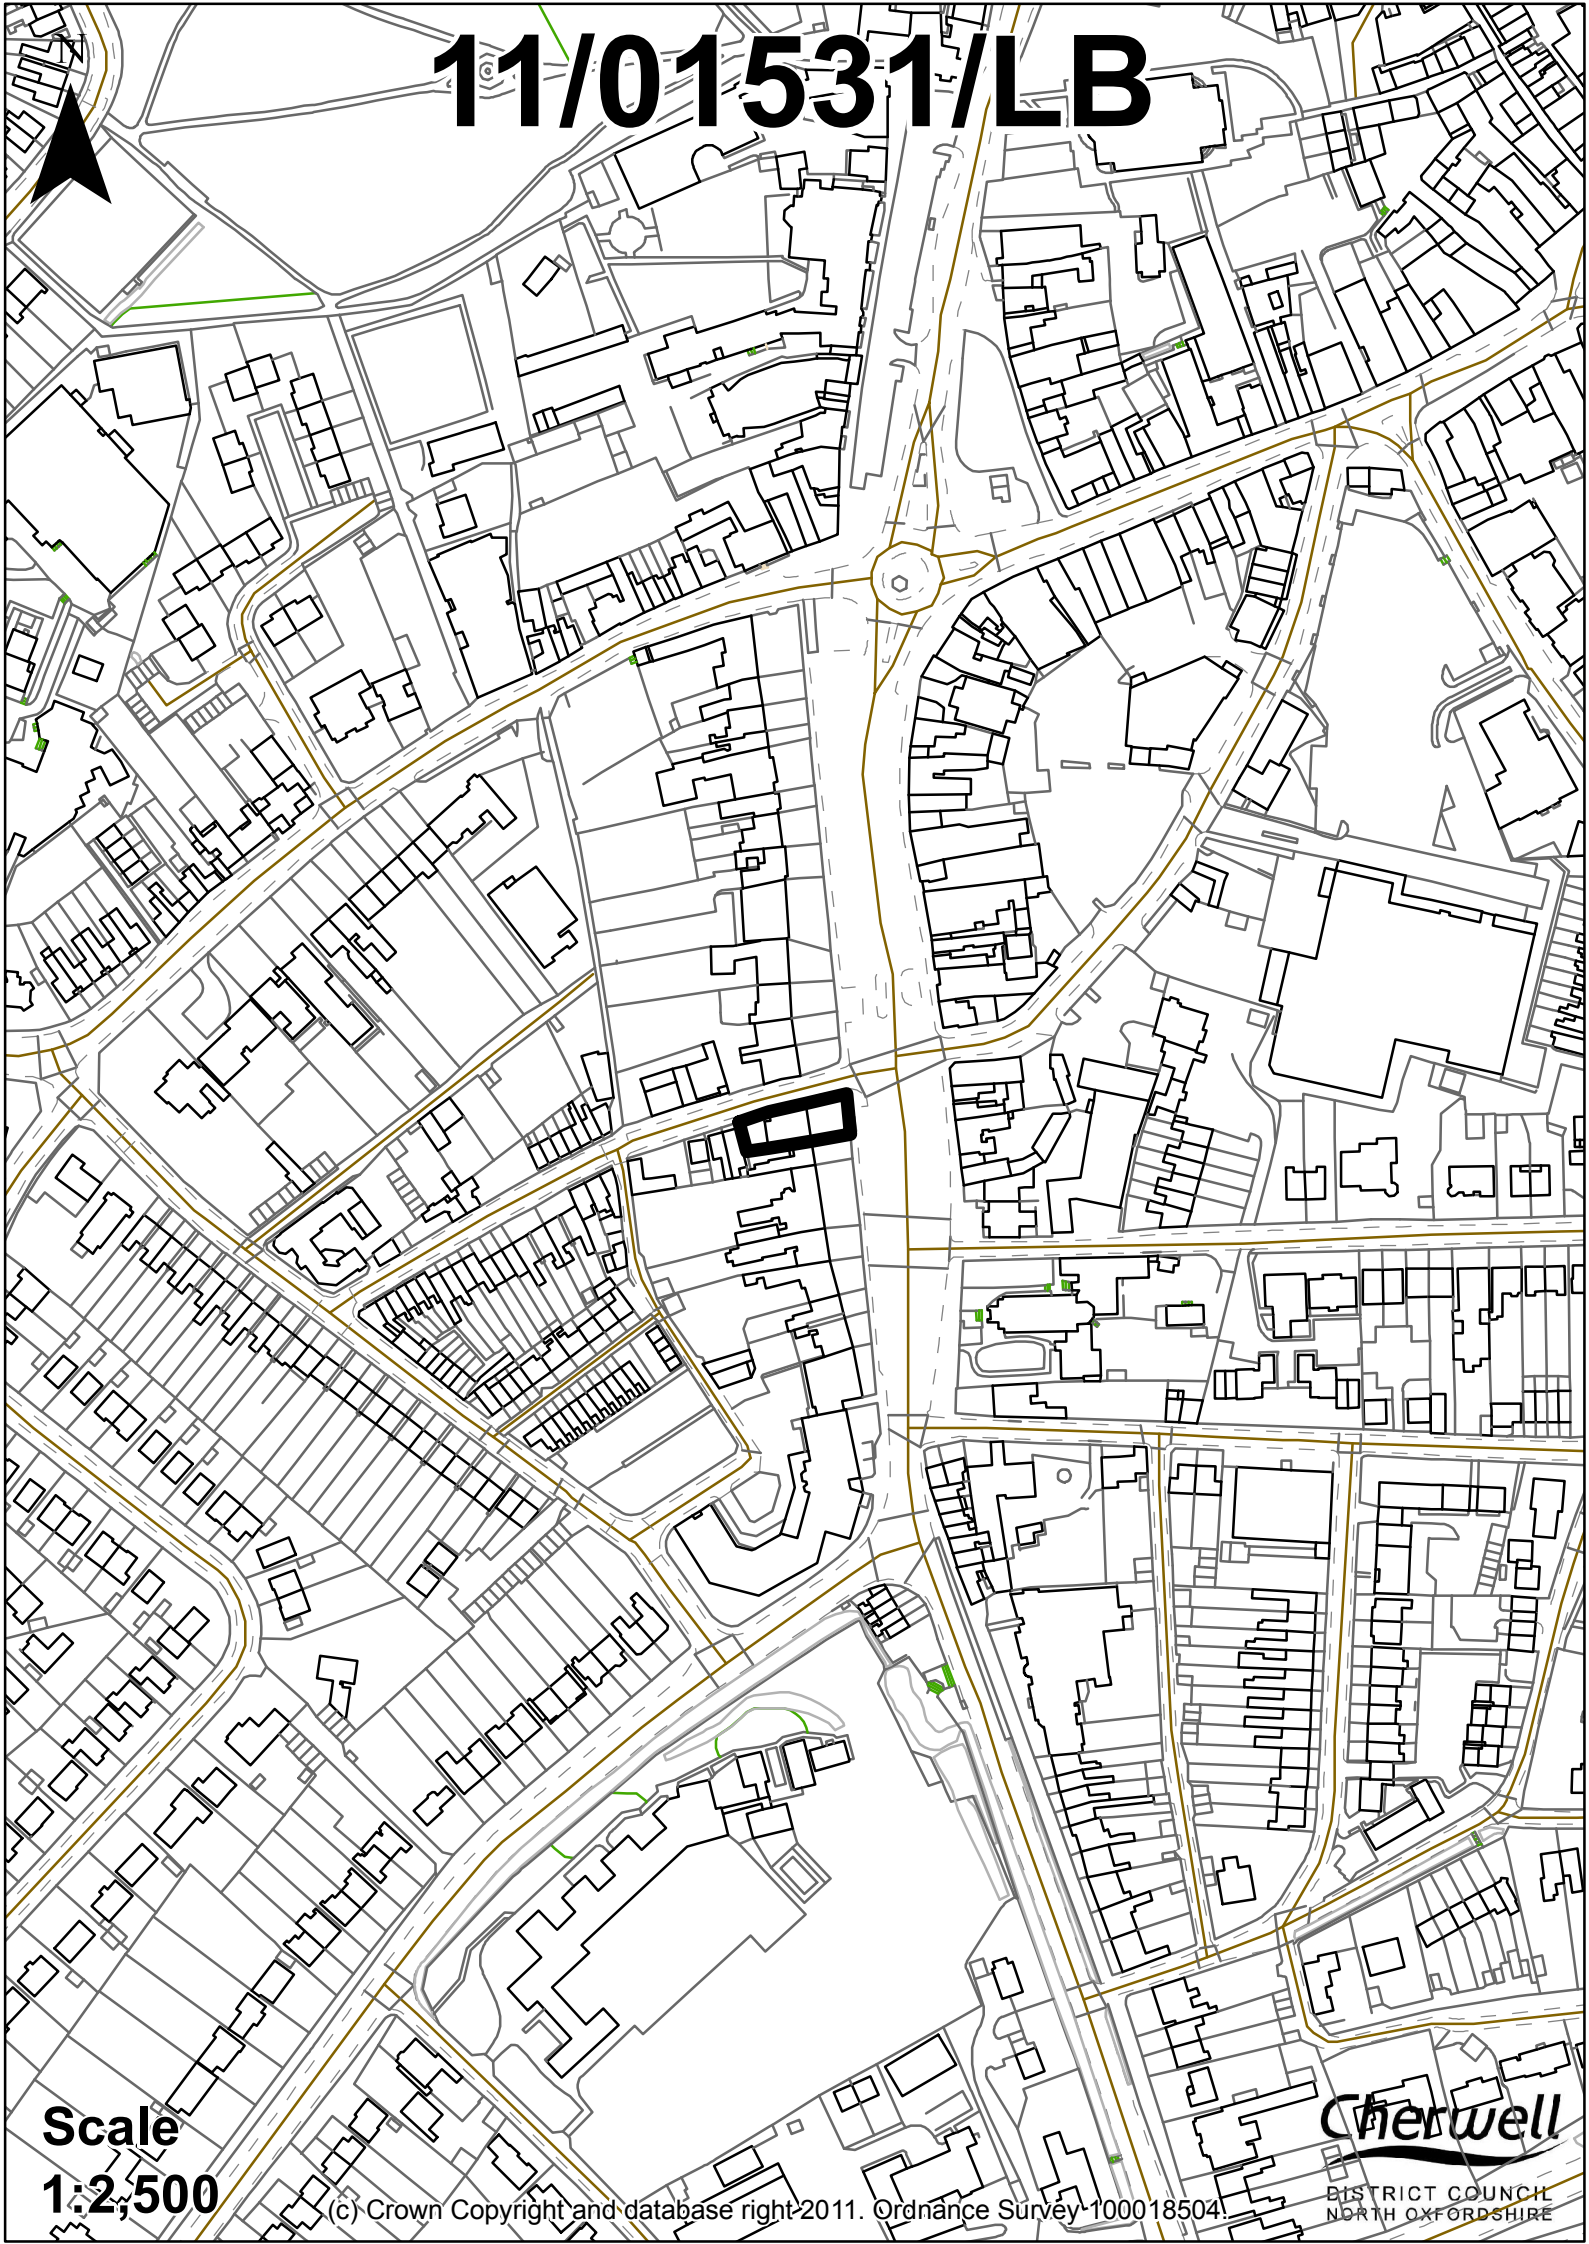 11/01531/LB
N
Scale
1:2,500
(c) Crown Copyright and database right 2011. Ordnance Survey 100018504.
Cherwell
DISTRICT COUNCIL
NORTH OXFORDSHIRE